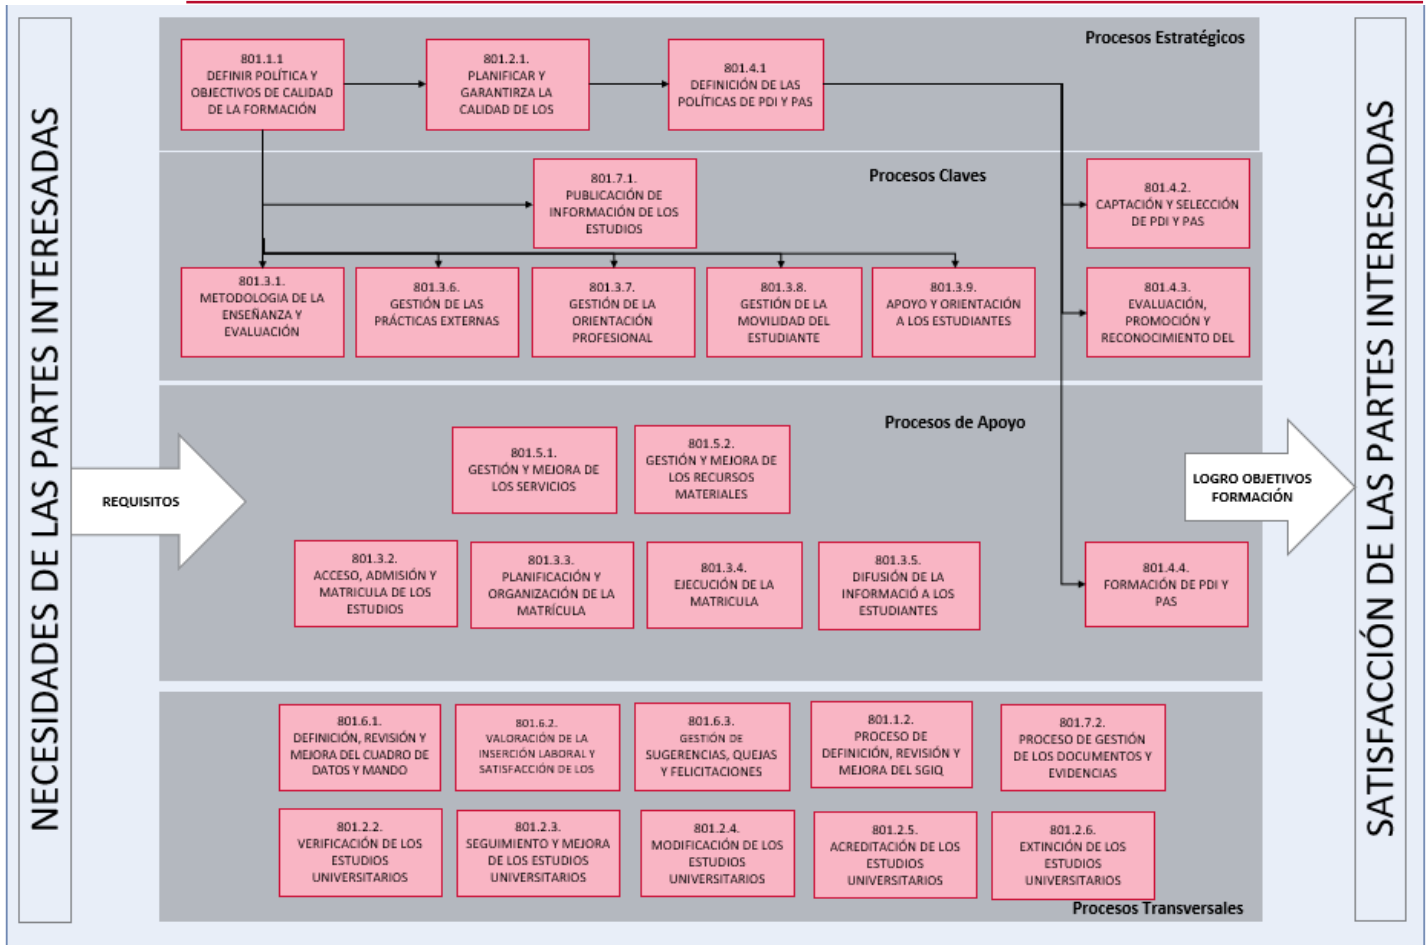 NECESIDADES DE LAS PARTES INTERESADAS
Procesos Estratégicos
801.1.1
DEFINIR POLÍTICA Y
OBJECTIVOS DE CALIDAD
DE LA FORMACIÓN
801.2.1.
PLANIFICAR Y
GARANTIRZA LA
CALIDAD DE LOS
801.4.1
DEFINICIÓN DE LAS
POLÍTICAS DE PDI Y PAS
Procesos Claves
801.7.1.
PUBLICACIÓN DE
INFORMACIÓN DE LOS
ESTUDIOS
801.4.2.
CAPTACIÓN Y SELECCIÓN
DE PDI Y PAS
801.3.1.
METODOLOGIA DE LA
ENSEÑANZA Y
EVALUACIÓN
801.3.6.
GESTIÓN DE LAS
PRÁCTICAS EXTERNAS
801.3.7.
GESTIÓN DE LA
ORIENTACIÓN
PROFESIONAL
801.3.8.
GESTIÓN DE LA
MOVILIDAD DEL
ESTUDIANTE
801.3.9.
APOYO Y ORIENTACIÓN
A LOS ESTUDIANTES
801.4.3.
EVALUACIÓN,
PROMOCIÓN Y
RECONOCIMIENTO DEL
Procesos de Apoyo
REQUISITOS
801.5.1.
GESTIÓN Y MEJORA DE
LOS SERVICIOS
801.5.2.
GESTIÓN Y MEJORA DE
LOS RECURSOS
MATERIALES
LOGRO OBJETIVOS
FORMACIÓN
801.3.2.
ACCESO, ADMISIÓN Y
MATRICULA DE LOS
ESTUDIOS
801.3.3.
PLANIFICACIÓN Y
ORGANIZACIÓN DE LA
MATRÍCULA
801.3.4.
EJECUCIÓN DE LA
MATRICULA
801.3.5.
DIFUSIÓN DE LA
INFORMACIÓ A LOS
ESTUDIANTES
801.4.4.
FORMACIÓN DE PDI Y
PAS
801.6.1.
DEFINICIÓN, REVISIÓN Y
MEJORA DEL CUADRO DE
DATOS Y MANDO
801.6.2.
VALORACIÓN DE LA
INSERCIÓN LABORAL Y
SATISFACCIÓN DE LOS
801.6.3.
GESTIÓN DE
SUGERENCIAS, QUEJAS
Y FELICITACIONES
801.1.2.
PROCESO DE
DEFINICIÓN, REVISIÓN Y
MEJORA DEL SGIQ
801.7.2.
PROCESO DE GESTIÓN
DE LOS DOCUMENTOS Y
EVIDENCIAS
801.2.2.
VERIFICACIÓN DE LOS
ESTUDIOS
UNIVERSITARIOS
801.2.3.
SEGUIMIENTO Y MEJORA
DE LOS ESTUDIOS
UNIVERSITARIOS
801.2.4.
MODIFICACIÓN DE LOS
ESTUDIOS
UNIVERSITARIOS
801.2.5.
ACREDITACIÓN DE LOS
ESTUDIOS
UNIVERSITARIOS
801.2.6.
EXTINCIÓN DE LOS
ESTUDIOS
UNIVERSITARIOS
Procesos Transversales
SATISFACCIÓN DE LAS PARTES INTERESADAS